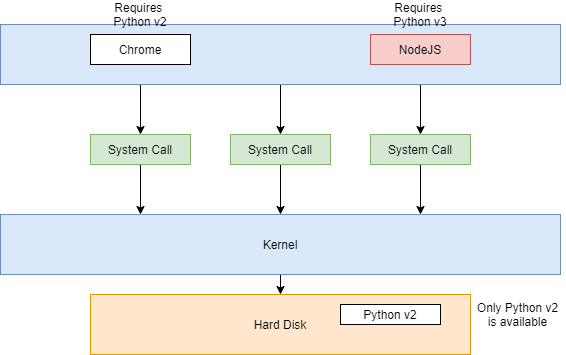 Requires
Python v2
Requires
Python v3
Chrome
NodeJS
System Call
System Call
System Call
Kernel
Hard Disk
Python v2
Only Python v2
is available